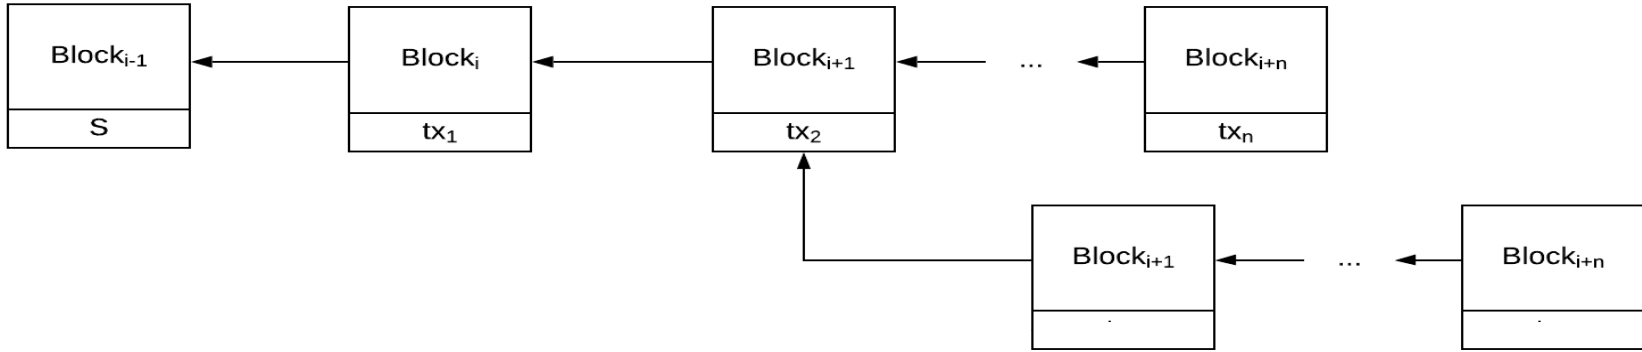 Block_{i-1}
S
Block_i
tx_1
Block_{i+1}
tx_2
...
Block_{i+n}
tx_n
Block_{i+1}
.
...
Block_{i+n}
.